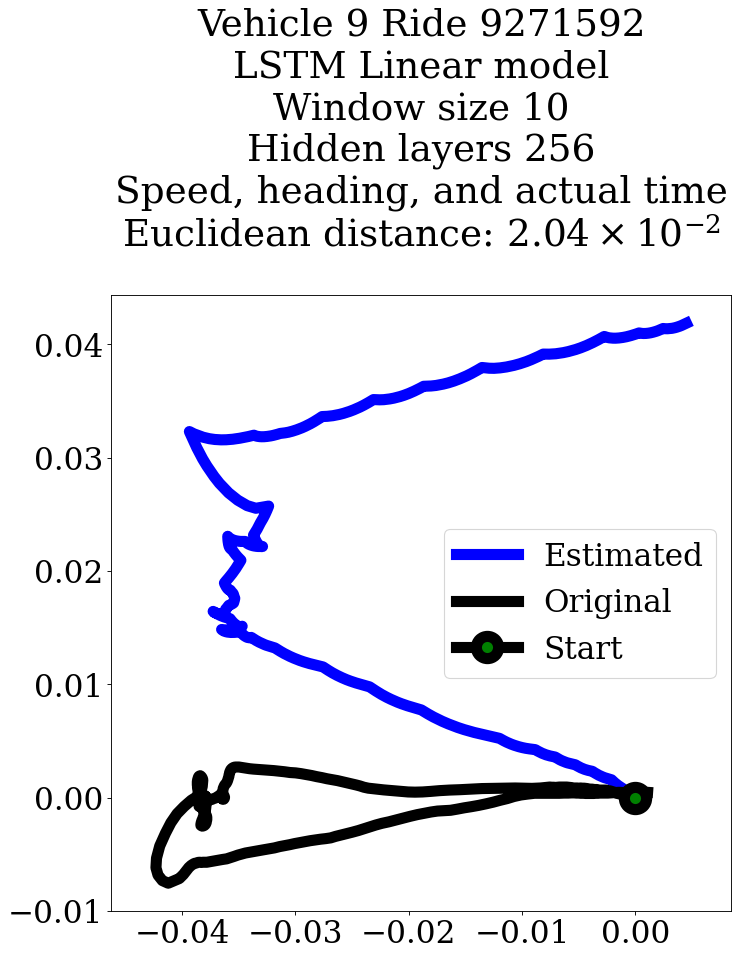 Vehicle 9 Ride 9271592
LSTM Linear model
Window size 10
Hidden layers 256
Speed, heading, and actual time
Euclidean distance: 2.04 × 10⁻²
0.04
0.03
0.02
0.01
0.00
−0.01
Estimated
Original
Start
−0.04 −0.03 −0.02 −0.01 0.00